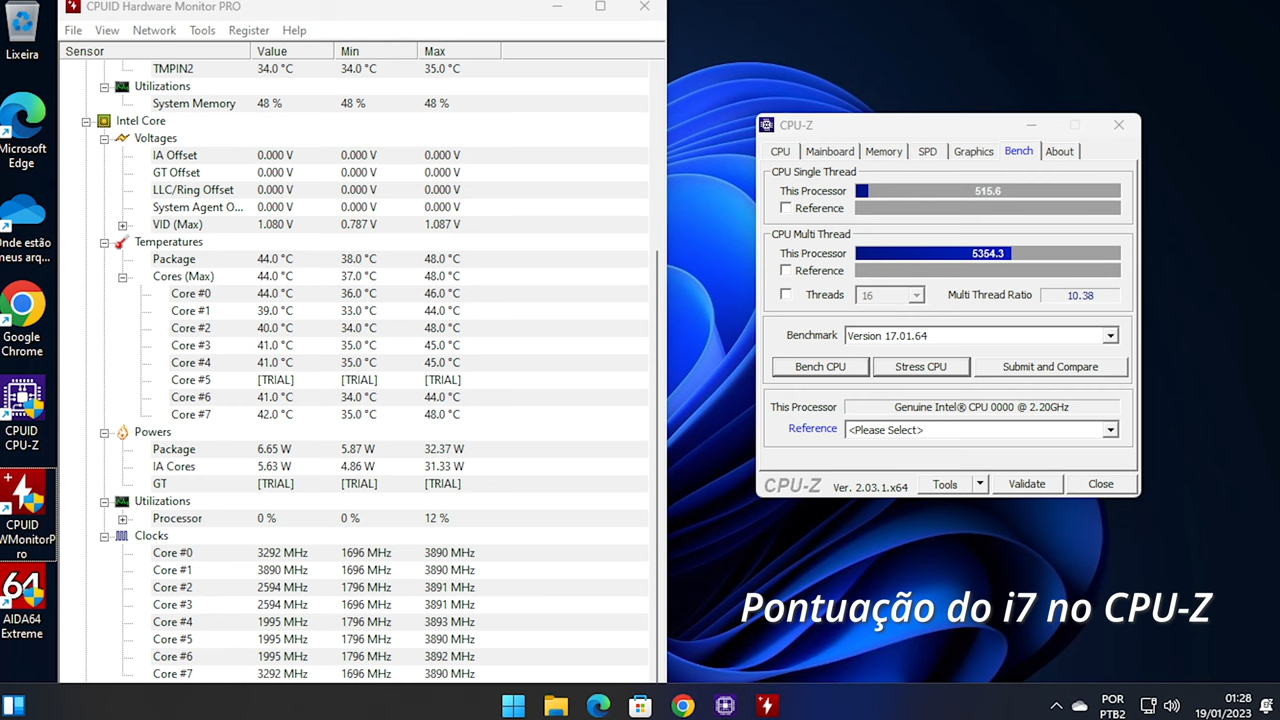 Lixeira
Microsoft
Edge
Onde estão
meus arq...
Google
Chrome
CPUID
CPU-Z
CPUID
WMonitorP
ro
64
AIDA64
Extreme
CPUID Hardware Monitor PRO
File View Network Tools Register Help
Sensor Value Min Max
TMPIN2 34.0 °C 34.0 °C 35.0 °C
Utilizations
System Memory 48 % 48 % 48 %
Intel Core
Voltages
IA Offset 0.000 V 0.000 V 0.000 V
GT Offset 0.000 V 0.000 V 0.000 V
LLC/Ring Offset 0.000 V 0.000 V 0.000 V
System Agent O... 0.000 V 0.000 V 0.000 V
VID (Max) 1.080 V 0.787 V 1.087 V
Temperatures
Package 44.0 °C 38.0 °C 48.0 °C
Cores (Max) 44.0 °C 37.0 °C 48.0 °C
Core #0 44.0 °C 36.0 °C 46.0 °C
Core #1 39.0 °C 33.0 °C 44.0 °C
Core #2 40.0 °C 34.0 °C 48.0 °C
Core #3 41.0 °C 35.0 °C 45.0 °C
Core #4 41.0 °C 35.0 °C 48.0 °C
Core #5 [TRIAL] [TRIAL] [TRIAL]
Core #6 41.0 °C 34.0 °C 44.0 °C
Core #7 42.0 °C 35.0 °C 48.0 °C
Powers
Package 6.65 W 5.87 W 32.37 W
IA Cores 5.63 W 4.86 W 31.33 W
GT [TRIAL] [TRIAL] [TRIAL]
Utilizations
Processor 0 % 0 % 12 %
Clocks
Core #0 3292 MHz 1696 MHz 3890 MHz
Core #1 3890 MHz 1696 MHz 3890 MHz
Core #2 2594 MHz 1796 MHz 3891 MHz
Core #3 2594 MHz 1696 MHz 3891 MHz
Core #4 1995 MHz 1796 MHz 3893 MHz
Core #5 1995 MHz 1796 MHz 3891 MHz
Core #6 1995 MHz 1796 MHz 3892 MHz
Core #7 3292 MHz 1696 MHz 3890 MHz
CPU-Z
CPU Mainboard Memory SPD Graphics Bench About
CPU Single Thread
This Processor 515.6
Reference
CPU Multi Thread
This Processor 5354.3
Reference
Threads 16 Multi Thread Ratio 10.38
Benchmark Version 17.01.64
Bench CPU Stress CPU Submit and Compare
This Processor Genuine Intel® CPU 0000 @ 2.20GHz
Reference <Please Select>
CPU-Z Ver. 2.03.1.x64 Tools Validate Close
Pontuação do i7 no CPU-Z
POR
PTB2
01:28
19/01/2023